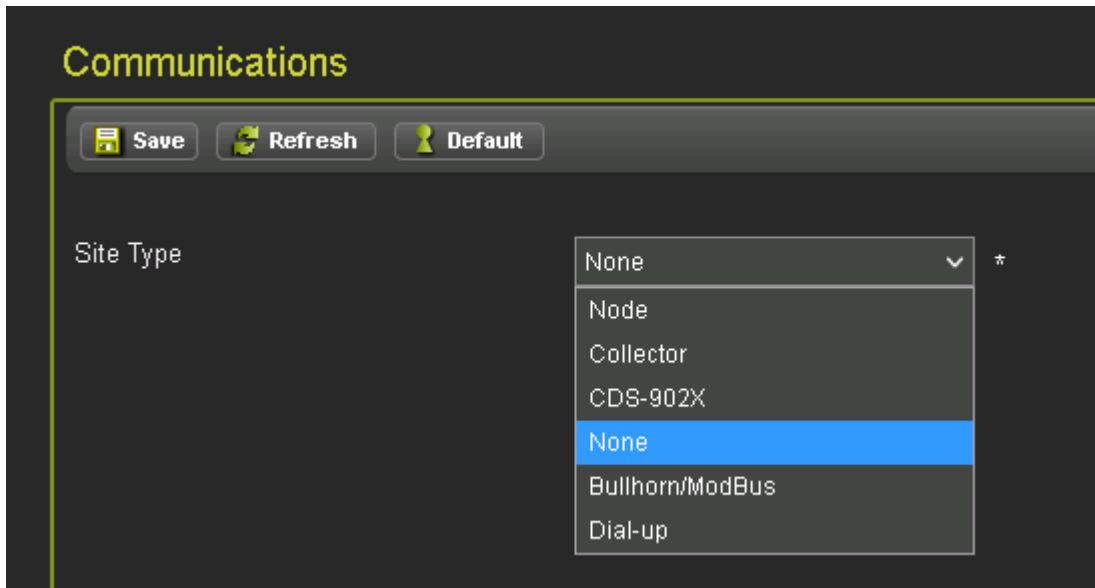 Communications
Save Refresh Default
Site Type None *
Node
Collector
CDS-902X
None
Bullhorn/ModBus
Dial-up